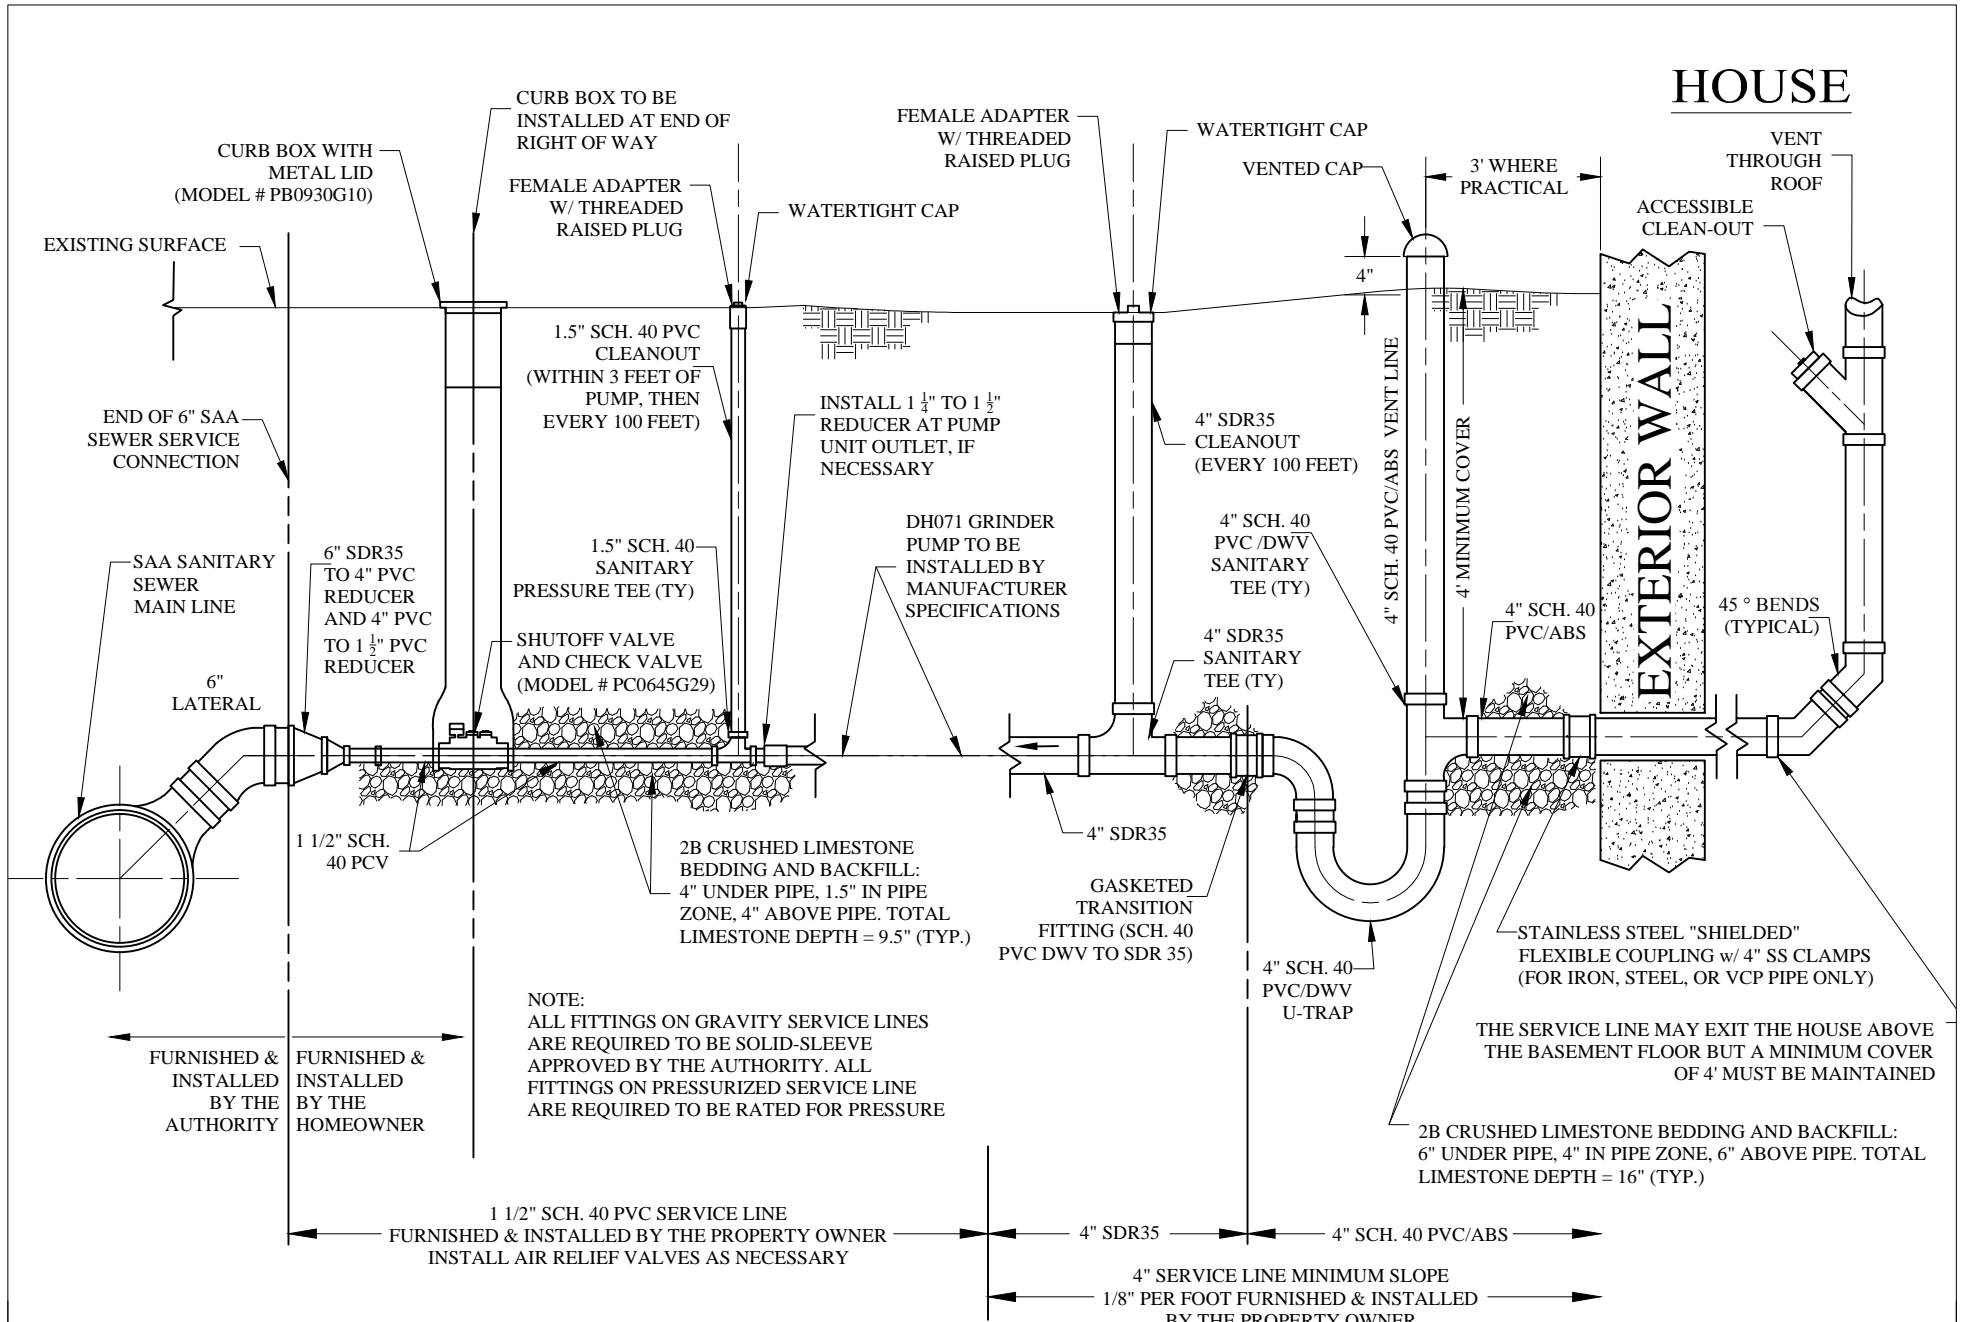 HOUSE
CURB BOX TO BE
INSTALLED AT END OF
RIGHT OF WAY
CURB BOX WITH
METAL LID
(MODEL # PB0930G10)
FEMALE ADAPTER
W/ THREADED
RAISED PLUG
WATERTIGHT CAP
EXISTING SURFACE
FEMALE ADAPTER
W/ THREADED
RAISED PLUG
WATERTIGHT CAP
VENTED CAP
3' WHERE
PRACTICAL
VENT
THROUGH
ROOF
ACCESSIBLE
CLEAN-OUT
4"
1.5" SCH. 40 PVC
CLEANOUT
(WITHIN 3 FEET OF
PUMP, THEN
EVERY 100 FEET)
END OF 6" SAA
SEWER SERVICE
CONNECTION
INSTALL 1 1/4" TO 1 1/2"
REDUCER AT PUMP
UNIT OUTLET, IF
NECESSARY
4" SDR35
CLEANOUT
(EVERY 100 FEET)
4" SCH. 40 PVC/ABS VENT LINE
4' MINIMUM COVER
EXTERIOR WALL
SAA SANITARY
SEWER
MAIN LINE
6" SDR35
TO 4" PVC
REDUCER
AND 4" PVC
TO 1 1/2" PVC
REDUCER
1.5" SCH. 40
SANITARY
PRESSURE TEE (TY)
DH071 GRINDER
PUMP TO BE
INSTALLED BY
MANUFACTURER
SPECIFICATIONS
4" SCH. 40
PVC /DWV
SANITARY
TEE (TY)
4" SDR35
SANITARY
TEE (TY)
4" SCH. 40
PVC/ABS
45 ° BENDS
(TYPICAL)
6"
LATERAL
SHUTOFF VALVE
AND CHECK VALVE
(MODEL # PC0645G29)
1 1/2" SCH.
40 PCV
2B CRUSHED LIMESTONE
BEDDING AND BACKFILL:
4" UNDER PIPE, 1.5" IN PIPE
ZONE, 4" ABOVE PIPE. TOTAL
LIMESTONE DEPTH = 9.5" (TYP.)
4" SDR35
GASKETED
TRANSITION
FITTING (SCH. 40
PVC DWV TO SDR 35)
4" SCH. 40
PVC/DWV
U-TRAP
STAINLESS STEEL "SHIELDED"
FLEXIBLE COUPLING w/ 4" SS CLAMPS
(FOR IRON, STEEL, OR VCP PIPE ONLY)
NOTE:
ALL FITTINGS ON GRAVITY SERVICE LINES
ARE REQUIRED TO BE SOLID-SLEEVE
APPROVED BY THE AUTHORITY. ALL
FITTINGS ON PRESSURIZED SERVICE LINE
ARE REQUIRED TO BE RATED FOR PRESSURE
THE SERVICE LINE MAY EXIT THE HOUSE ABOVE
THE BASEMENT FLOOR BUT A MINIMUM COVER
OF 4' MUST BE MAINTAINED
FURNISHED &
INSTALLED
BY THE
AUTHORITY
FURNISHED &
INSTALLED
BY THE
HOMEOWNER
2B CRUSHED LIMESTONE BEDDING AND BACKFILL:
6" UNDER PIPE, 4" IN PIPE ZONE, 6" ABOVE PIPE. TOTAL
LIMESTONE DEPTH = 16" (TYP.)
1 1/2" SCH. 40 PVC SERVICE LINE
FURNISHED & INSTALLED BY THE PROPERTY OWNER
INSTALL AIR RELIEF VALVES AS NECESSARY
4" SDR35
4" SCH. 40 PVC/ABS
4" SERVICE LINE MINIMUM SLOPE
1/8" PER FOOT FURNISHED & INSTALLED
BY THE PROPERTY OWNER